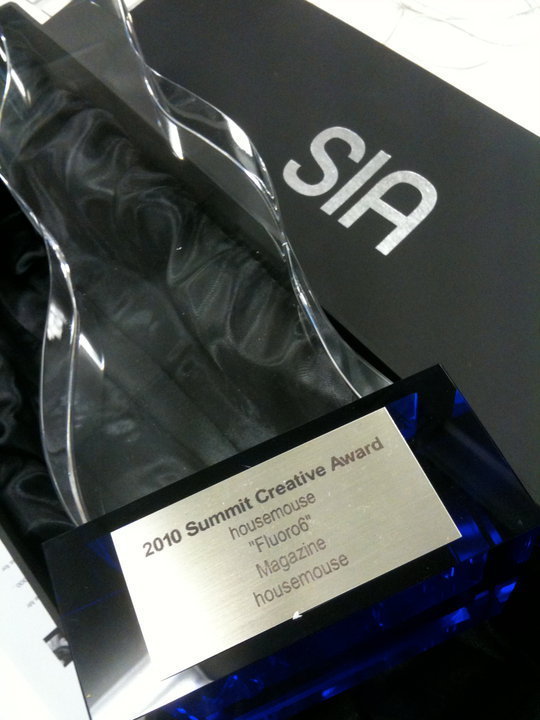 SIA
2010 Summit Creative Award
housemouse
"Fluoro6"
Magazine
housemouse